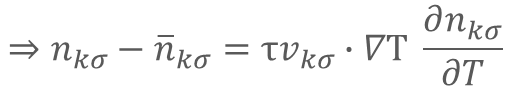 ⇒ n_{kσ} − n̄_{kσ} = τv_{kσ} · ∇T ∂n_{kσ}/∂T